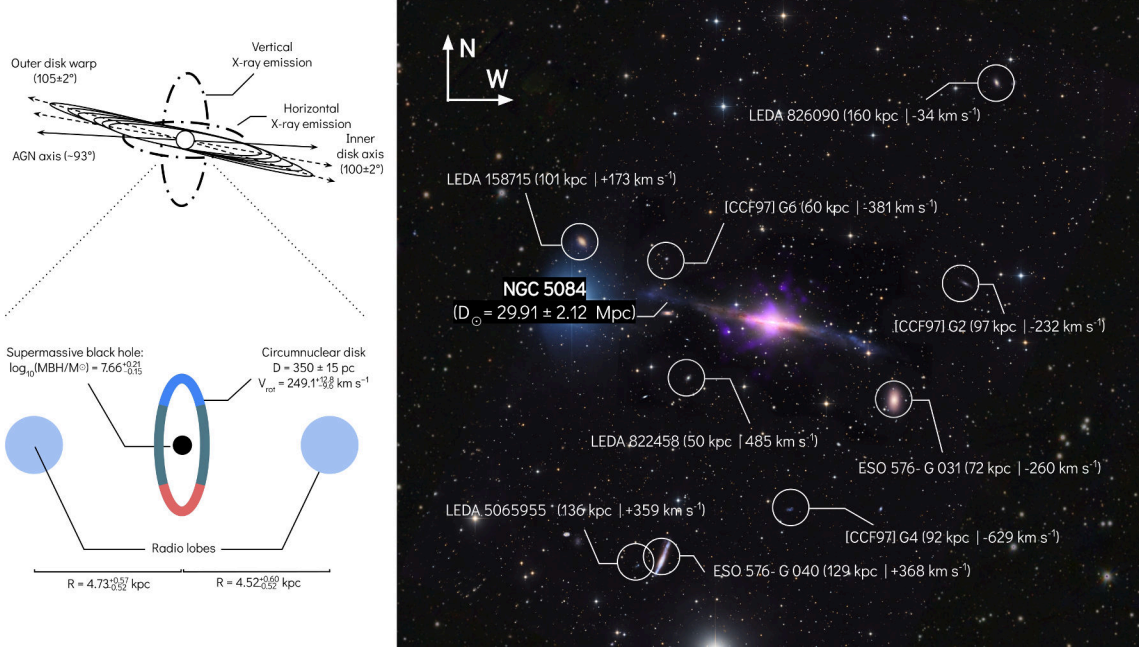 Vertical
X-ray emission
Outer disk warp
(105±2°)
Horizontal
X-ray emission
AGN axis (~93°)
Inner
disk axis
(100±2°)
Supermassive black hole:
log₁₀(MBH/M☉) = 7.66⁺⁰·²¹₋₀.₁₅
Circumnuclear disk
D = 350 ± 15 pc
Vrot = 249.1⁺¹²·⁸₋₉.₆ km s⁻¹
Radio lobes
R = 4.73⁺⁰·⁵⁷₋₀.₅₂ kpc
R = 4.52⁺⁰·⁶⁰₋₀.₅₂ kpc
N
W
LEDA 826090 (160 kpc | -34 km s⁻¹)
LEDA 158715 (101 kpc | +173 km s⁻¹)
[CCF97] G6 (60 kpc | -381 km s⁻¹)
NGC 5084
(D☉ = 29.91 ± 2.12 Mpc)
[CCF97] G2 (97 kpc | -232 km s⁻¹)
LEDA 822458 (50 kpc | 485 km s⁻¹)
ESO 576- G 031 (72 kpc | -260 km s⁻¹)
LEDA 5065955 (136 kpc | +359 km s⁻¹)
[CCF97] G4 (92 kpc | -629 km s⁻¹)
ESO 576- G 040 (129 kpc | +368 km s⁻¹)